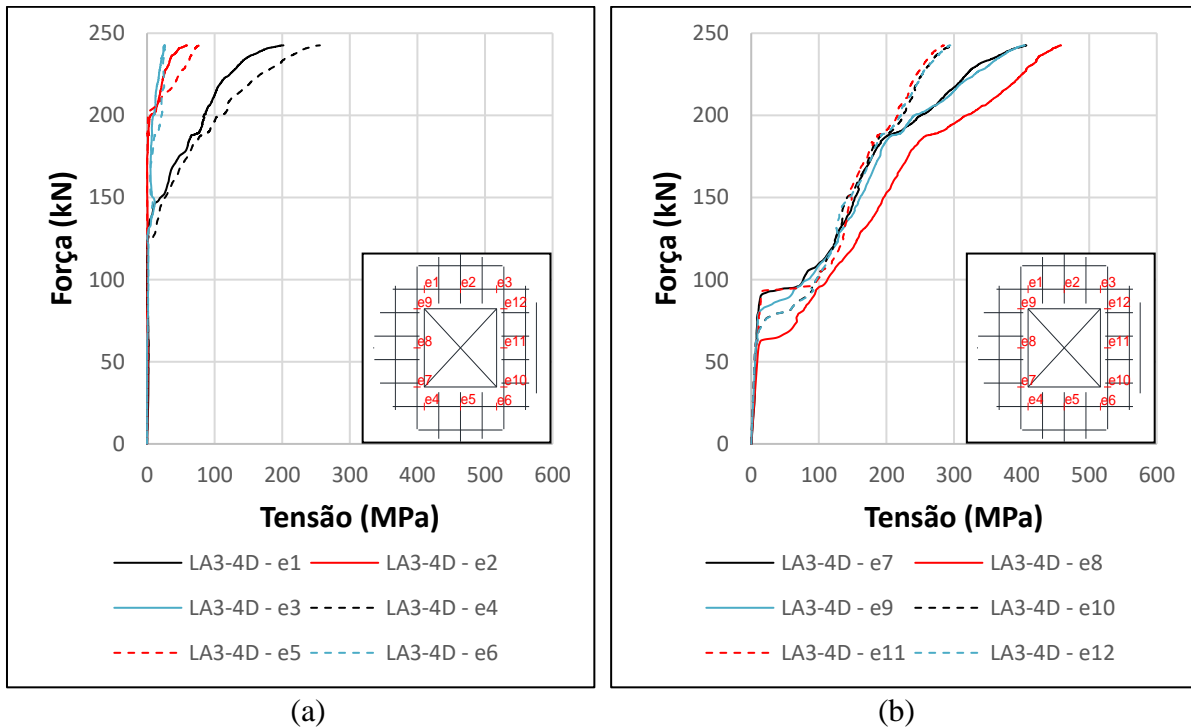 250
200
150
100
50
0
Força (kN)
0 100 200 300 400 500 600
Tensão (MPa)
e1 e2 e3
e9 e12
e8 e11
e7 e10
e4 e5 e6
LA3-4D - e1 LA3-4D - e2
LA3-4D - e3 LA3-4D - e4
LA3-4D - e5 LA3-4D - e6
(a)
250
200
150
100
50
0
Força (kN)
0 100 200 300 400 500 600
Tensão (MPa)
e1 e2 e3
e9 e12
e8 e11
e7 e10
e4 e5 e6
LA3-4D - e7 LA3-4D - e8
LA3-4D - e9 LA3-4D - e10
LA3-4D - e11 LA3-4D - e12
(b)